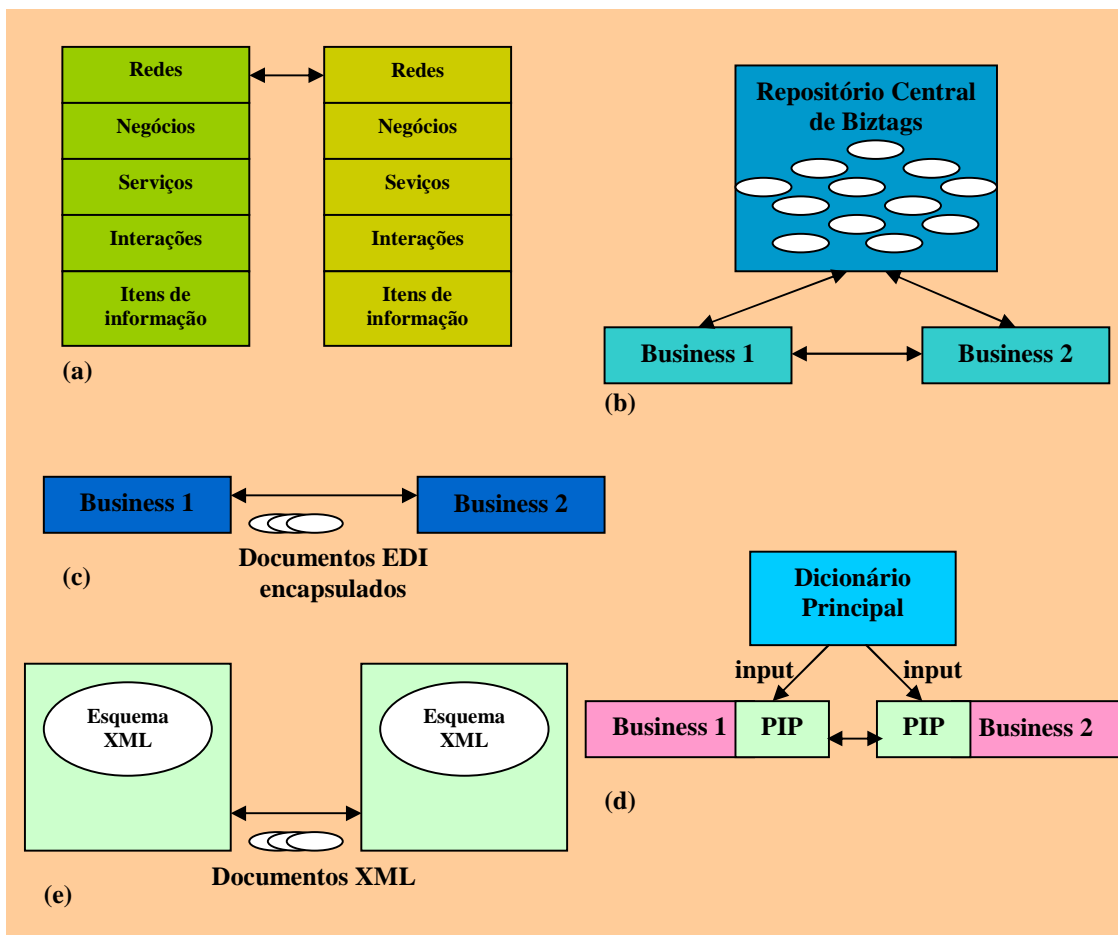 Redes
Negócios
Serviços
Interações
Itens de
informação
Redes
Negócios
Seviços
Interações
Itens de
informação
(a)
Repositório Central
de Biztags
Business 1
Business 2
(b)
Business 1
Business 2
Documentos EDI
encapsulados
(c)
Dicionário
Principal
input
input
Business 1
PIP
PIP
Business 2
(d)
Esquema
XML
Esquema
XML
Documentos XML
(e)